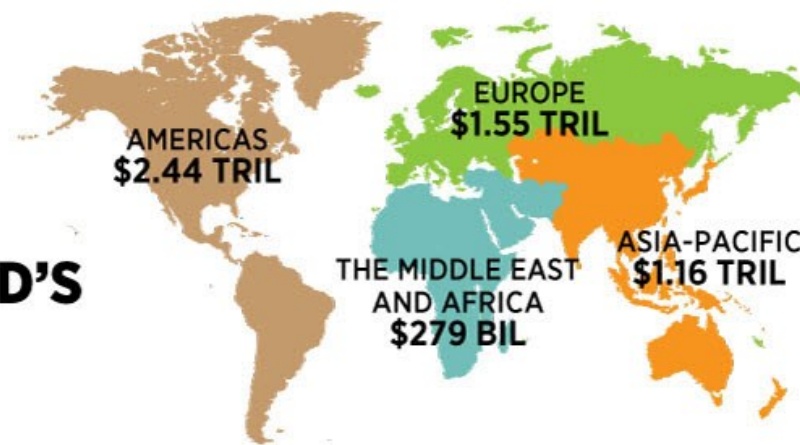 EUROPE
$1.55 TRIL
AMERICAS
$2.44 TRIL
ASIA-PACIFIC
$1.16 TRIL
D'S
THE MIDDLE EAST
AND AFRICA
$279 BIL